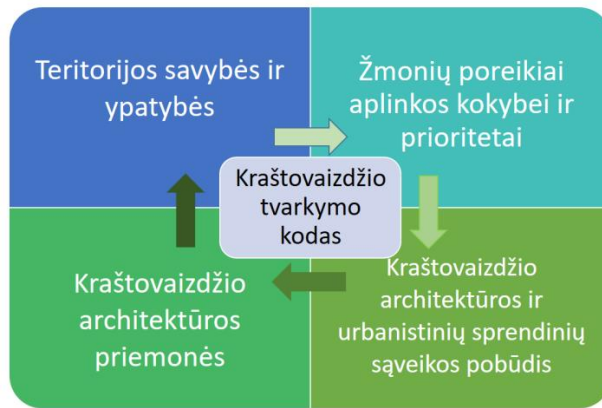 Teritorijos savybės ir
ypatybės
Žmonių poreikiai
aplinkos kokybei ir
prioritetai
Kraštovaizdžio
tvarkymo
kodas
Kraštovaizdžio
architektūros
priemonės
Kraštovaizdžio
architektūros ir
urbanistinių sprendinių
sąveikos pobūdis